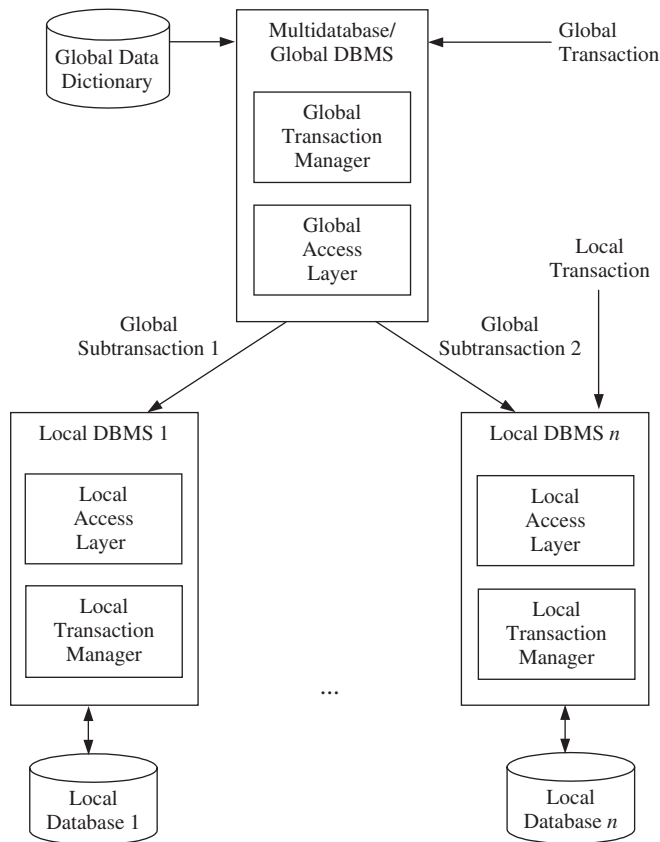 Global Data
Dictionary
Multidatabase/
Global DBMS
Global
Transaction
Global
Transaction
Manager
Global
Access
Layer
Local
Transaction
Global
Subtransaction 1
Global
Subtransaction 2
Local DBMS 1
Local
Access
Layer
Local
Transaction
Manager
Local DBMS n
Local
Access
Layer
Local
Transaction
Manager
...
Local
Database 1
Local
Database n